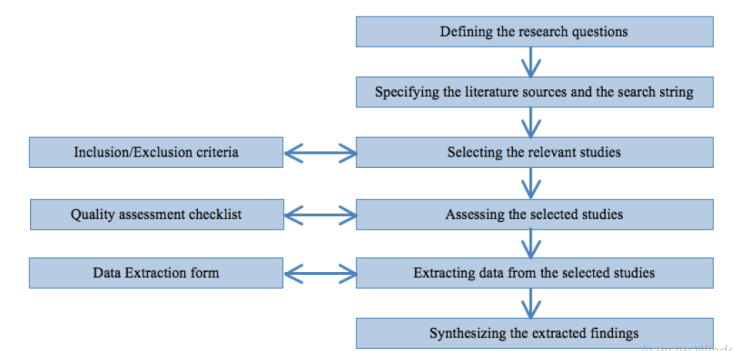 Defining the research questions
Specifying the literature sources and the search string
Inclusion/Exclusion criteria
Selecting the relevant studies
Quality assessment checklist
Assessing the selected studies
Data Extraction form
Extracting data from the selected studies
Synthesizing the extracted findings